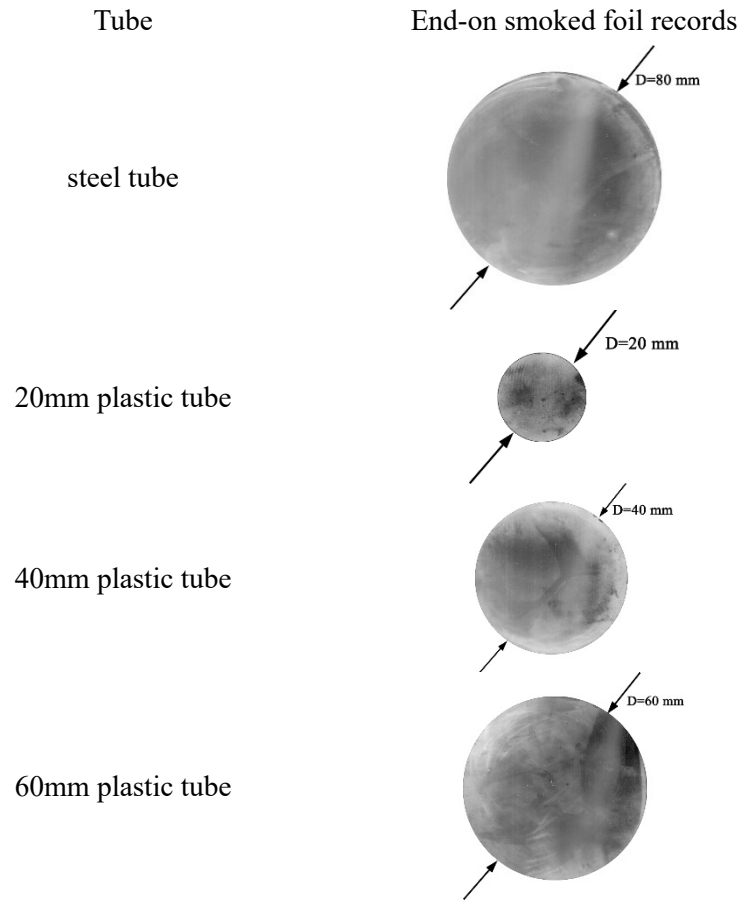 Tube End-on smoked foil records
D=80 mm
steel tube
D=20 mm
20mm plastic tube
D=40 mm
40mm plastic tube
D=60 mm
60mm plastic tube